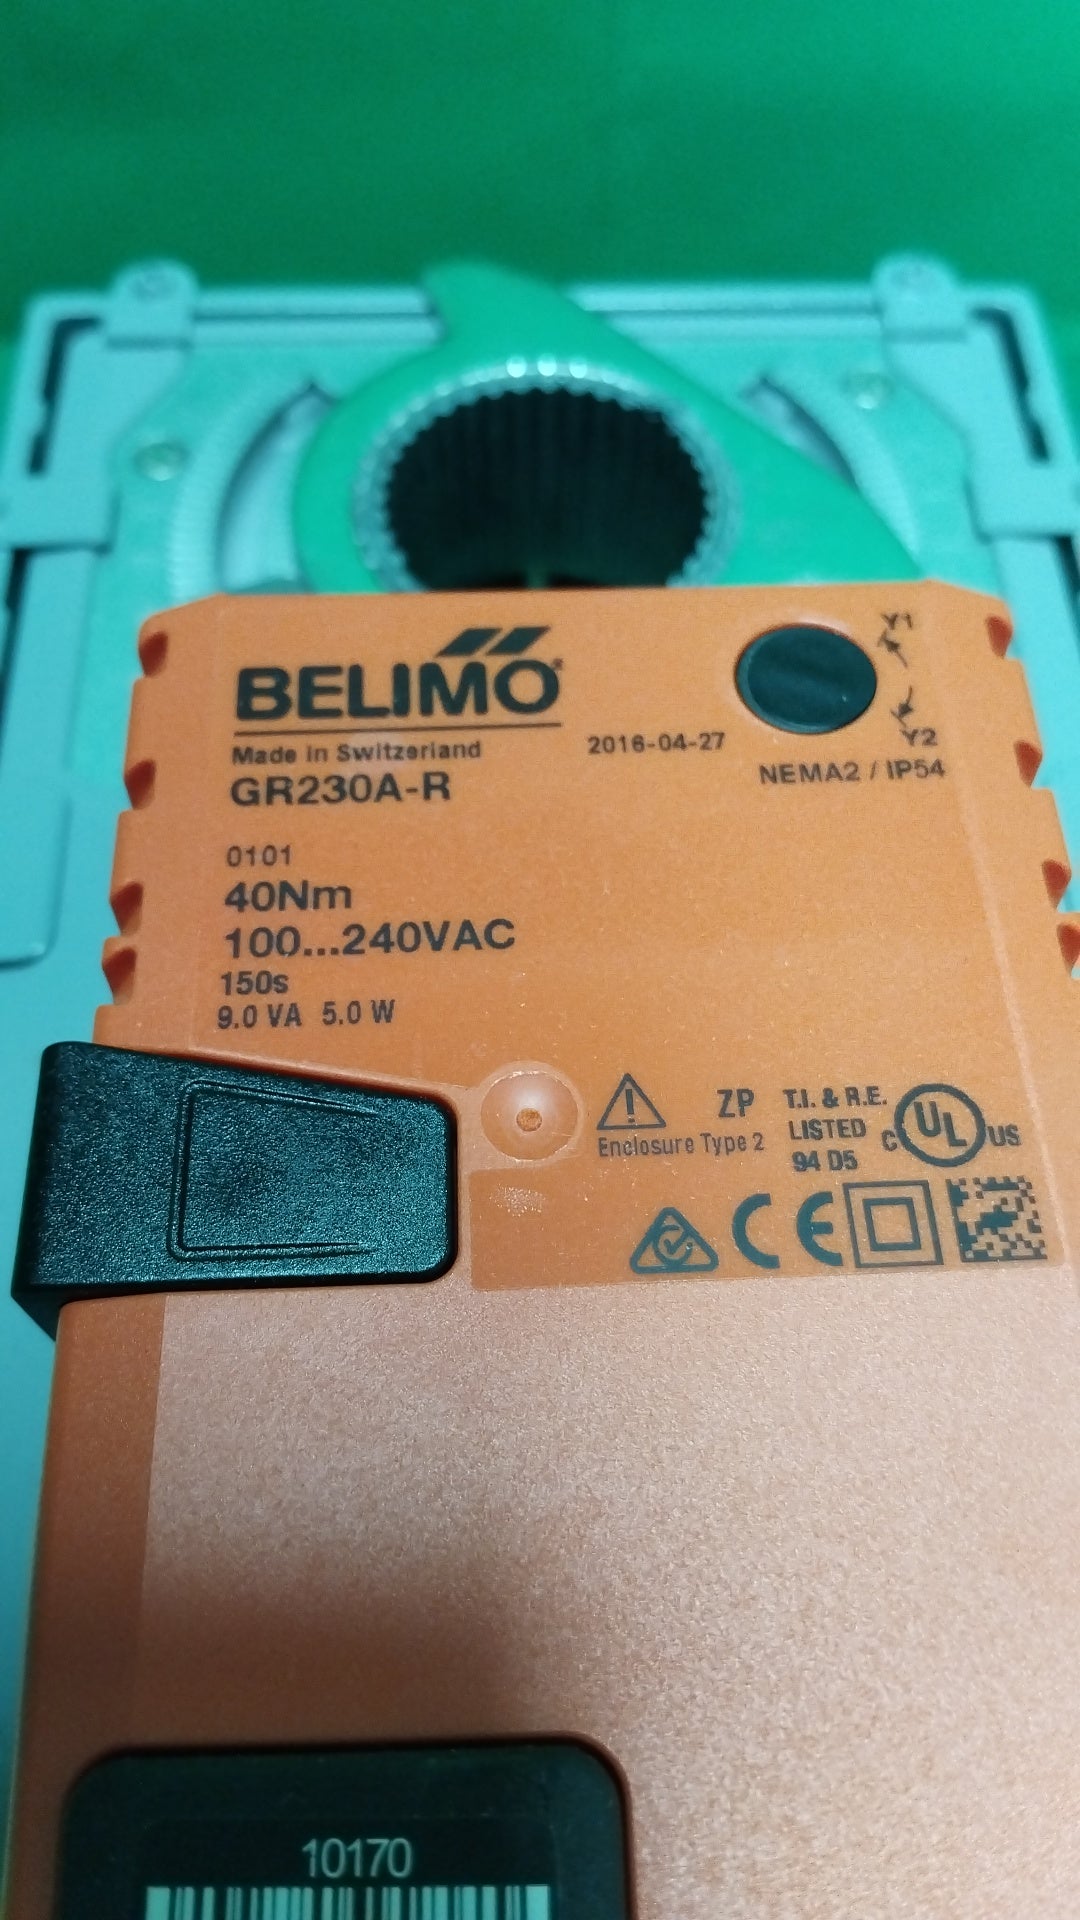 BELIMO
Made in Switzerland
2016-04-27
Y1
Y2
NEMA2 / IP54
GR230A-R
0101
40Nm
100...240VAC
150s
9.0 VA 5.0 W
Enclosure Type 2
ZP
T.I. & R.E.
LISTED
94 D5
C UL US
CE
10170